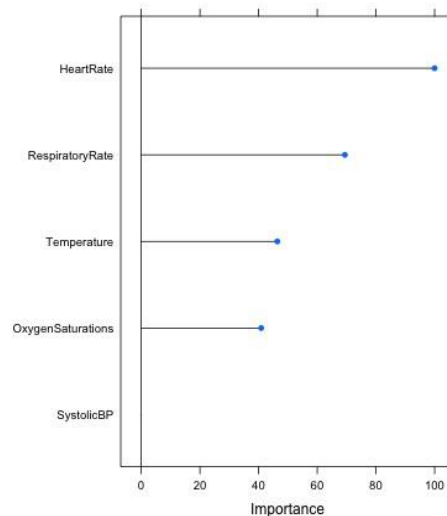 HeartRate
RespiratoryRate
Temperature
OxygenSaturations
SystolicBP
0 20 40 60 80 100
Importance